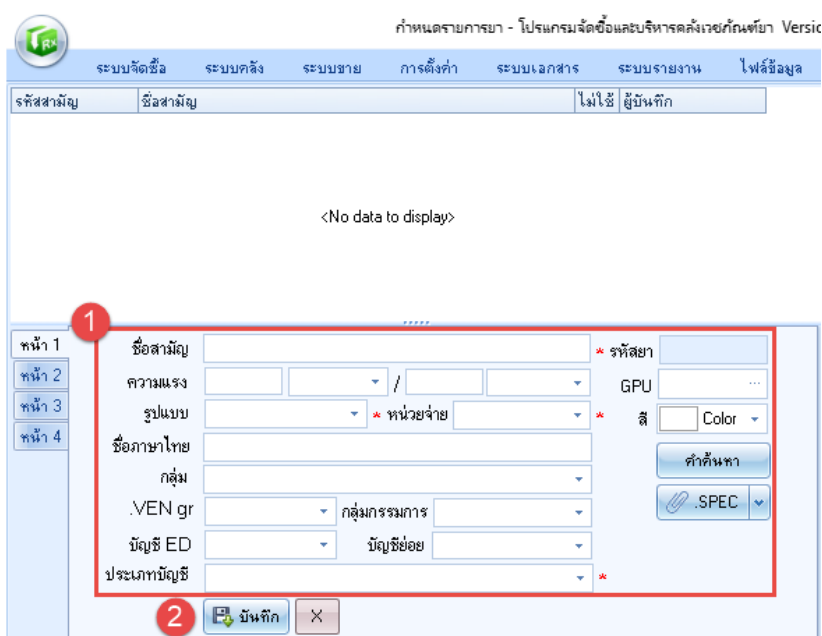 กำหนดรายการยา - โปรแกรมจัดซื้อและบริหารคลังเวชภัณฑ์ยา Versic
TRx
ระบบจัดซื้อ ระบบคลัง ระบบขาย การตั้งค่า ระบบเอกสาร ระบบรายงาน ไฟล์ข้อมูล
รหัสสามัญ ชื่อสามัญ ไม่ใช้ ผู้บันทึก
<No data to display>
1
หน้า 1 ชื่อสามัญ * รหัสยา
หน้า 2 ความแรง / GPU ...
หน้า 3 รูปแบบ * หน่วยจ่าย * สี Color
หน้า 4
ชื่อภาษาไทย คำค้นหา
กลุ่ม
.VEN gr กลุ่มกรรมการ .SPEC
บัญชี ED บัญชีย่อย
ประเภทบัญชี *
2 บันทึก X